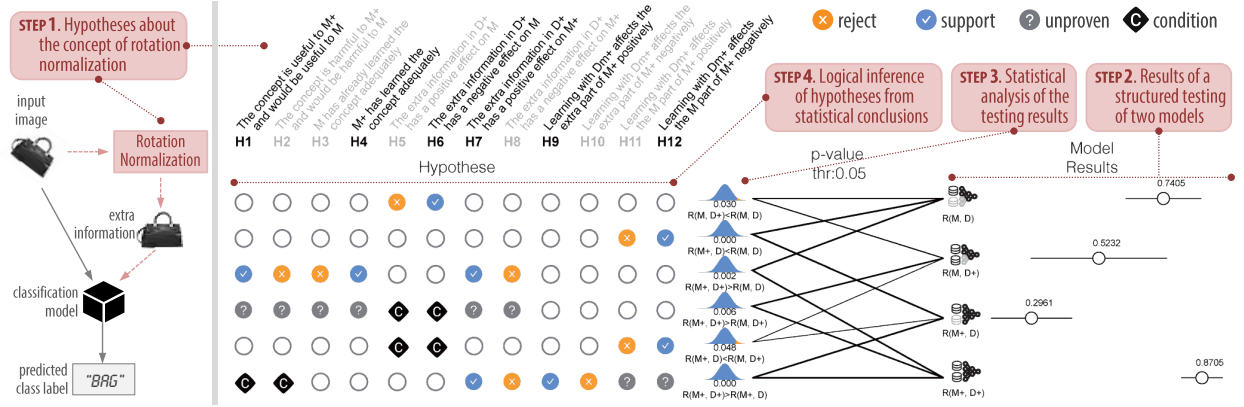 STEP 1. Hypotheses about
the concept of rotation
normalization
input
image
Rotation
Normalization
extra
information
classification
model
predicted
class label
"BAG"
The concept is useful to M+
and would be useful to M
The concept is harmful to M+
and would be harmful to M
M has already learned the
concept adequately
M+ has learned the
concept adequately
The extra information in D+
has a positive effect on M
The extra information in D+
has a negative effect on M
The extra information in D+
has a positive effect on M+
The extra information in D+
has a negative effect on M+
Learning with Dm+ affects the
extra part of M+ positively
Learning with Dm+ affects the
extra part of M+ negatively
Learning with Dm+ affects
the M part of M+ positively
Learning with Dm+ affects
the M part of M+ negatively
H1 H2 H3 H4 H5 H6 H7 H8 H9 H10 H11 H12
Hypothese
reject support unproven C condition
STEP 4. Logical inference
of hypotheses from
statistical conclusions
STEP 3. Statistical
analysis of the
testing results
STEP 2. Results of a
structured testing
of two models
p-value
thr:0.05
Model
Results
0.030
R(M, D+)<R(M, D)
0.000
R(M+, D)<R(M, D)
0.002
R(M+, D+)>R(M, D)
? ? ? ? C C ? ?
0.006
R(M+, D+)>R(M, D+)
C C
0.048
R(M+, D)<R(M, D+)
C C ? ?
0.000
R(M+, D+)>R(M+, D)
R(M, D)
0.7405
R(M, D+)
0.5232
R(M+, D)
0.2961
R(M+, D+)
0.8705